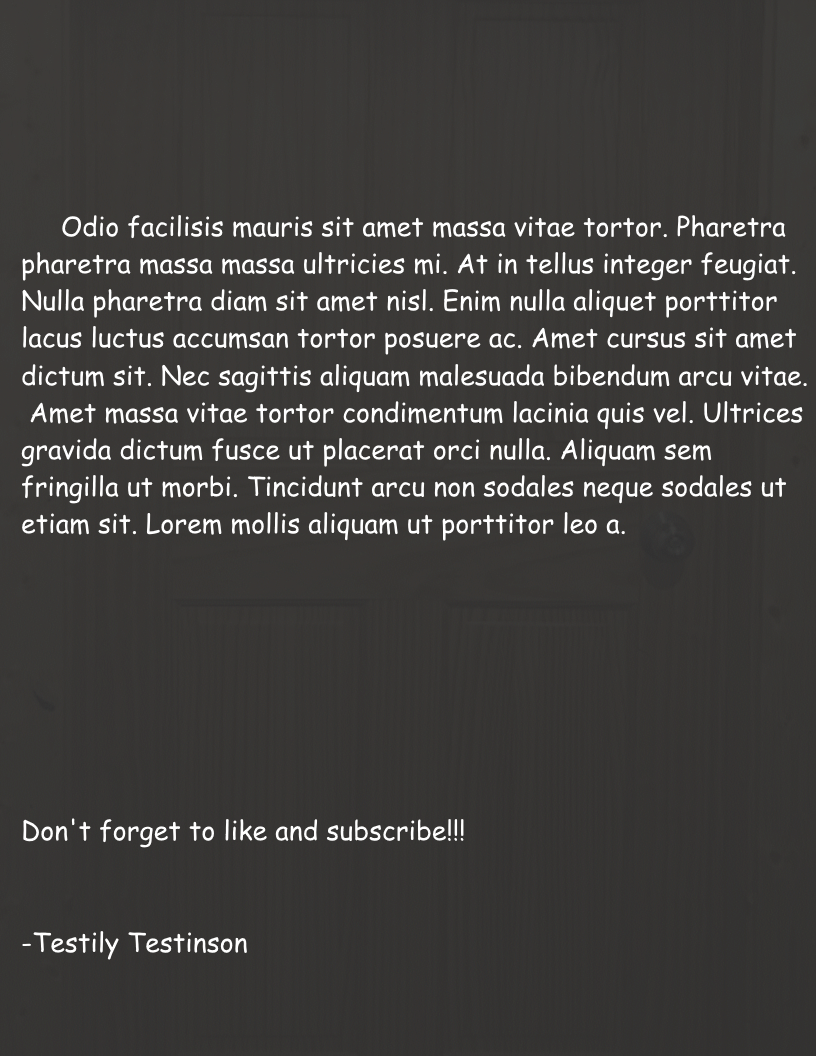 Odio facilisis mauris sit amet massa vitae tortor. Pharetra
pharetra massa massa ultricies mi. At in tellus integer feugiat.
Nulla pharetra diam sit amet nisl. Enim nulla aliquet porttitor
lacus luctus accumsan tortor posuere ac. Amet cursus sit amet
dictum sit. Nec sagittis aliquam malesuada bibendum arcu vitae.
Amet massa vitae tortor condimentum lacinia quis vel. Ultrices
gravida dictum fusce ut placerat orci nulla. Aliquam sem
fringilla ut morbi. Tincidunt arcu non sodales neque sodales ut
etiam sit. Lorem mollis aliquam ut porttitor leo a.
Don't forget to like and subscribe!!!
-Testily Testinson